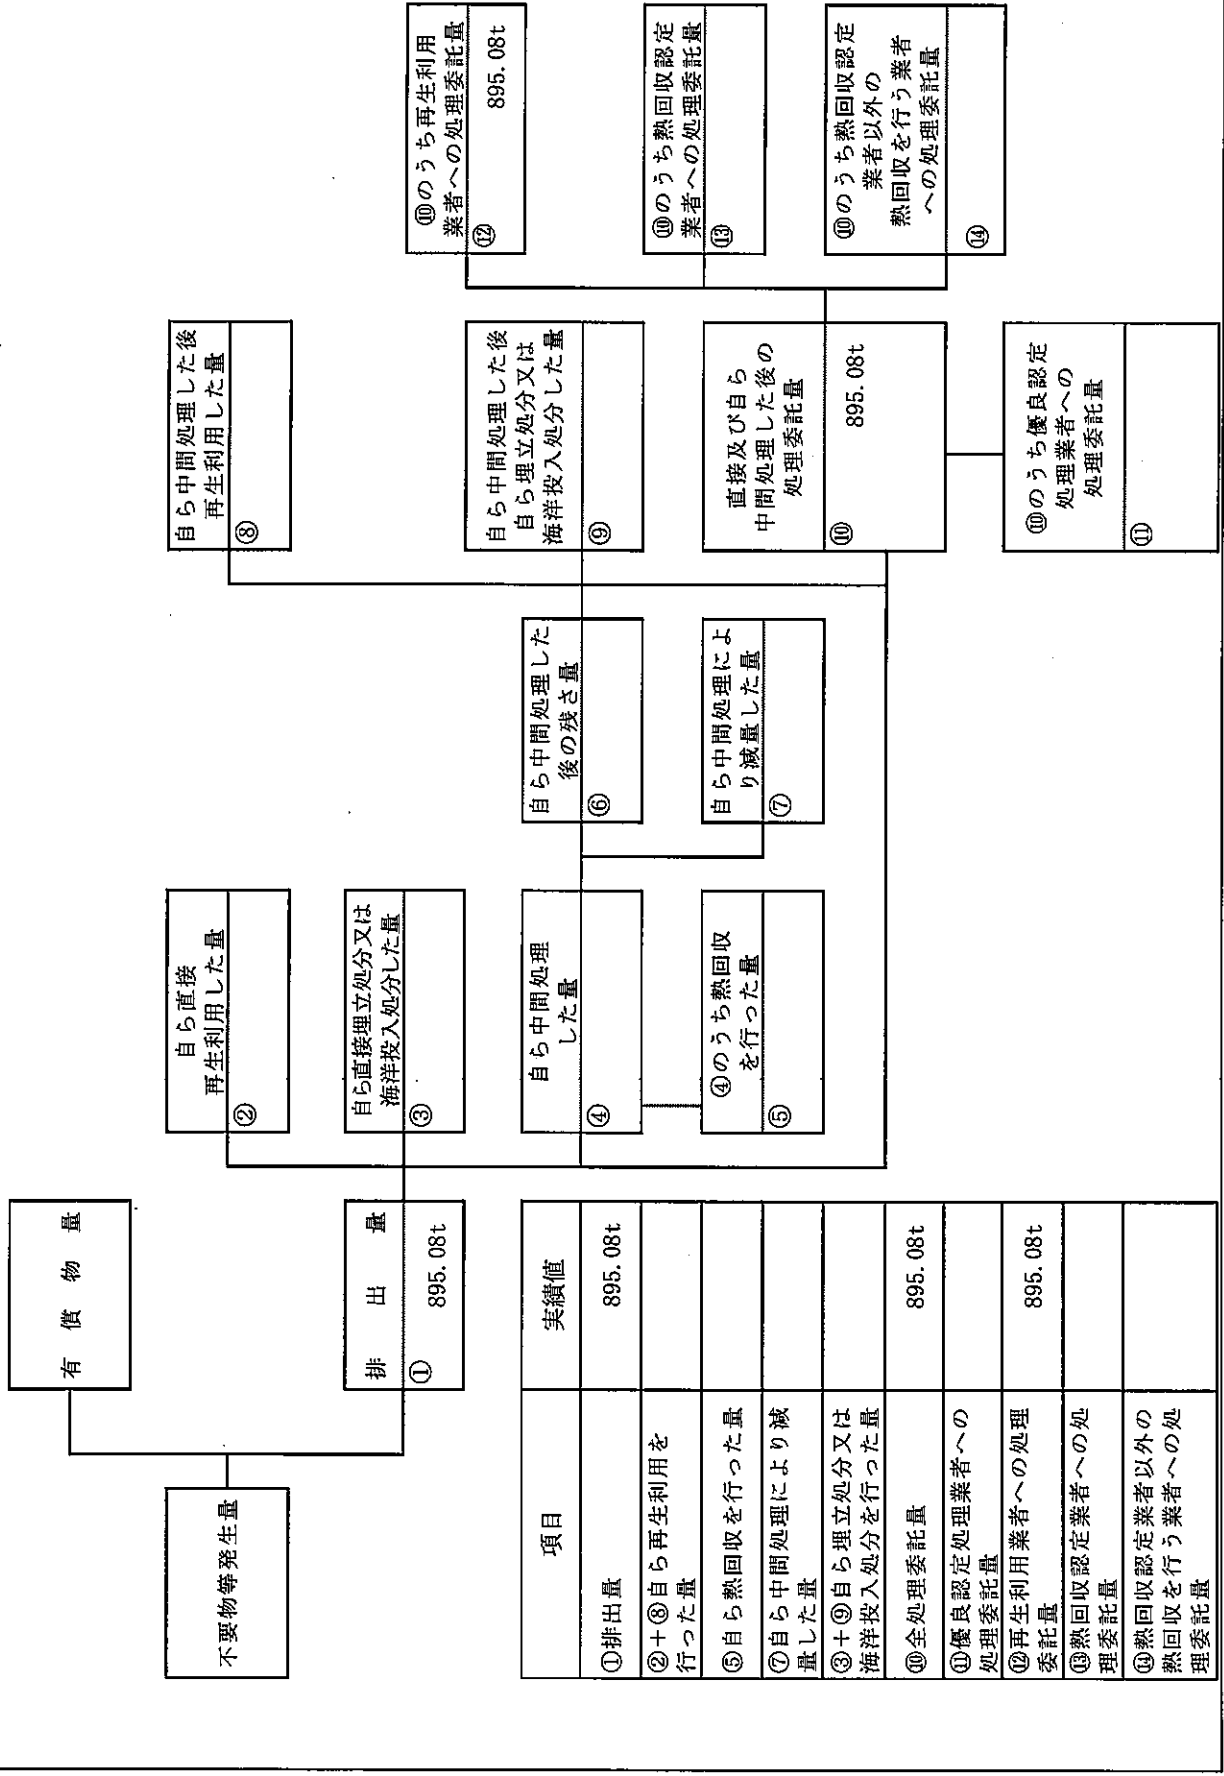 不要物等発生量
有 償 物 量
排 出 量
① 895.08t
自ら直接
再生利用した量
②
自ら直接埋立処分又は
海洋投入処分した量
③
自ら中間処理
した量
④
④のうち熱回収
を行った量
⑤
自ら中間処理した
後の残さ量
⑥
自ら中間処理によ
り減量した量
⑦
自ら中間処理した後
再生利用した量
⑧
自ら中間処理した後
自ら埋立処分又は
海洋投入処分した量
⑨
直接及び自ら
中間処理した後の
処理委託量
⑩ 895.08t
⑩のうち優良認定
処理業者への
処理委託量
⑪
⑩のうち再生利用
業者への処理委託量
⑫ 895.08t
⑩のうち熱回収認定
業者への処理委託量
⑬
⑩のうち熱回収認定
業者以外の
熱回収を行う業者
への処理委託量
⑭
項目 実績値
①排出量 895.08t
②+⑧自ら再生利用を
行った量
⑤自ら熱回収を行った量
⑦自ら中間処理により減
量した量
③+⑨自ら埋立処分又は
海洋投入処分を行った量
⑩全処理委託量 895.08t
⑪優良認定処理業者への
処理委託量
⑫再生利用業者への処理
委託量 895.08t
⑬熱回収認定業者への処
理委託量
⑭熱回収認定業者以外の
熱回収を行う業者への処
理委託量